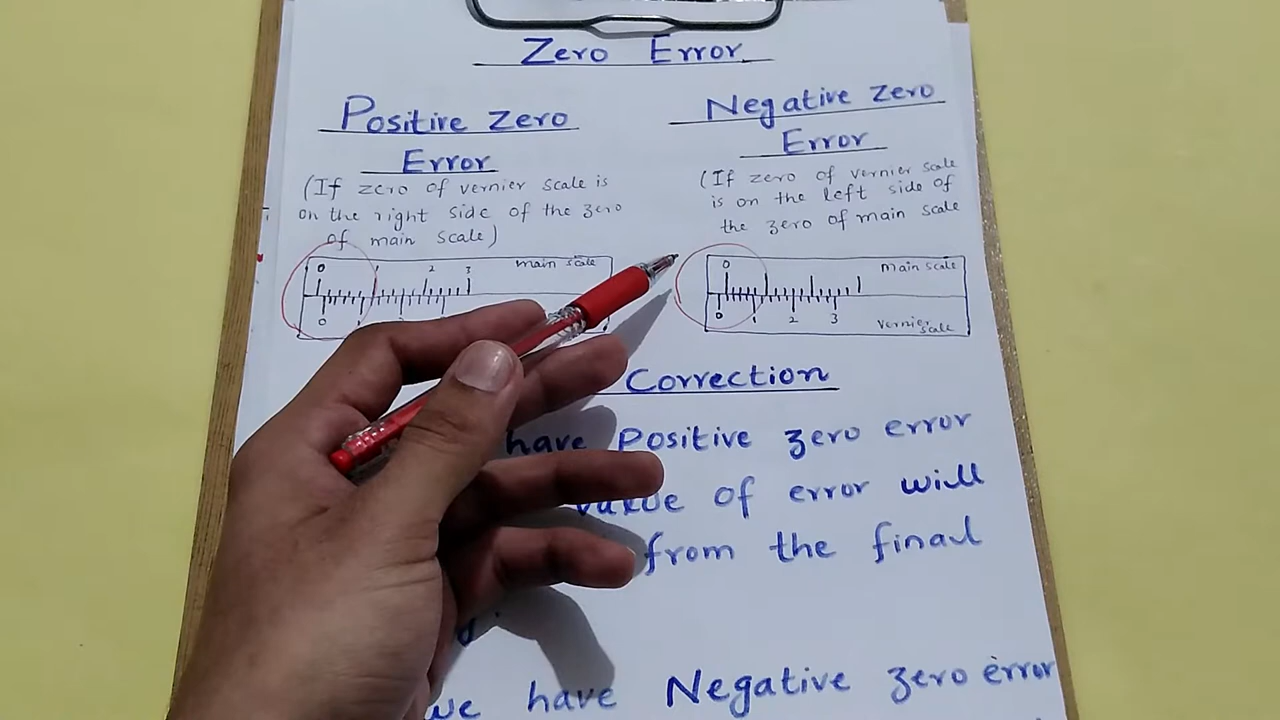 Zero Error
Positive Zero
Error
(If zero of vernier scale is
on the right side of the zero
of main scale)
0 1 2 3 main scale
0
Negative Zero
Error
(If zero of vernier scale
is on the left side of
the zero of main scale
0 main scale
0 1 2 3 vernier scale
Correction
have Positive zero error
value of error will
from the final
we have Negative zero error